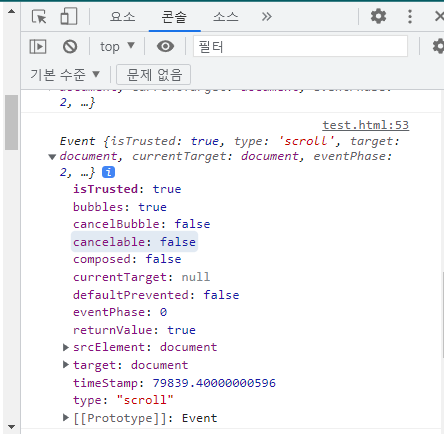 요소 콘솔 소스 »
top ▼ 필터
기본 수준 ▼ 문제 없음
2, …}
test.html:53
Event {isTrusted: true, type: 'scroll', target:
document, currentTarget: document, eventPhase:
2, …} i
isTrusted: true
bubbles: true
cancelBubble: false
cancelable: false
composed: false
currentTarget: null
defaultPrevented: false
eventPhase: 0
returnValue: true
srcElement: document
target: document
timeStamp: 79839.40000000596
type: "scroll"
[[Prototype]]: Event